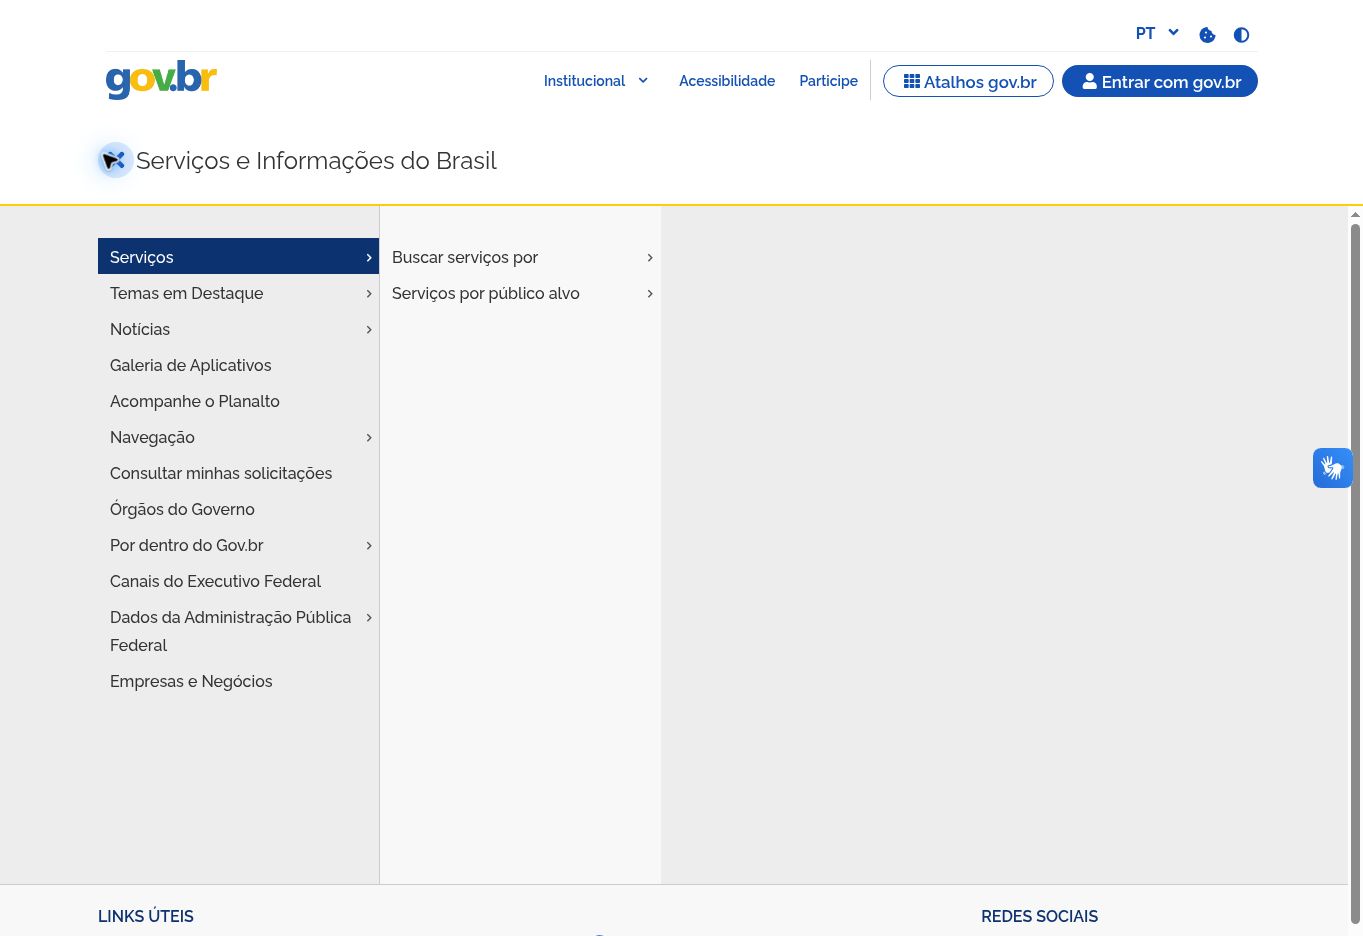 PT
gov.br
Institucional
Acessibilidade
Participe
Atalhos gov.br
Entrar com gov.br
Serviços e Informações do Brasil
Serviços
Temas em Destaque
Notícias
Galeria de Aplicativos
Acompanhe o Planalto
Navegação
Consultar minhas solicitações
Órgãos do Governo
Por dentro do Gov.br
Canais do Executivo Federal
Dados da Administração Pública
Federal
Empresas e Negócios
Buscar serviços por
Serviços por público alvo
LINKS ÚTEIS
REDES SOCIAIS